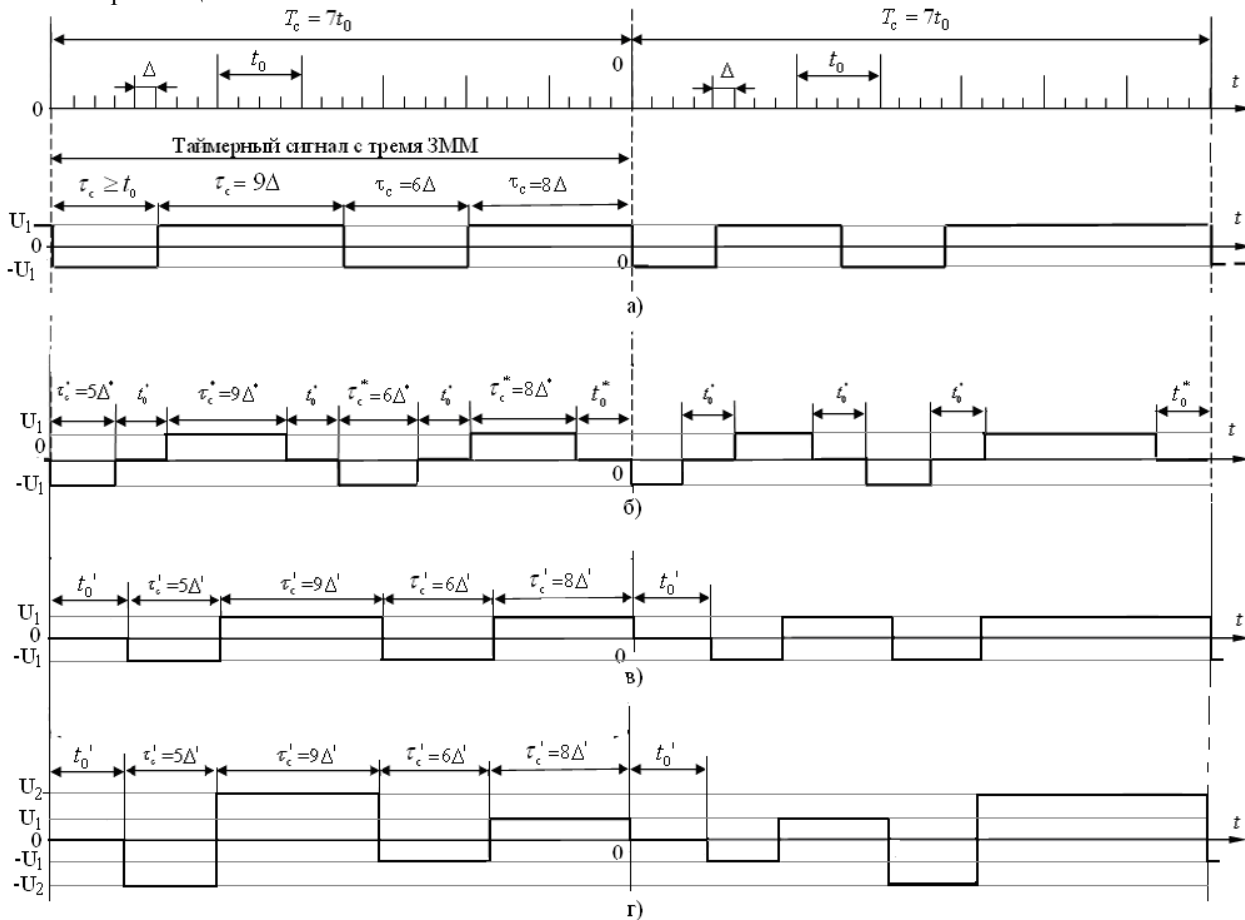 T_c = 7t_0
T_c = 7t_0
Δ
t_0
0
Δ
t_0
t
0
Таймерный сигнал с тремя ЗММ
τ_c ≥ t_0
τ_c = 9Δ
τ_c = 6Δ
τ_c = 8Δ
U_1
0
-U_1
0
t
а)
τ_c^*=5Δ^*
t_0^*
τ_c^*=9Δ^*
t_0^*
τ_c^*=6Δ^*
t_0^*
τ_c^*=8Δ^*
t_0^*
t_0^*
t_0^*
t_0^*
t_0^*
U_1
0
-U_1
0
t
б)
t_0'
τ_c'=5Δ'
τ_c'=9Δ'
τ_c'=6Δ'
τ_c'=8Δ'
t_0'
U_1
0
-U_1
0
t
в)
t_0'
τ_c'=5Δ'
τ_c'=9Δ'
τ_c'=6Δ'
τ_c'=8Δ'
t_0'
U_2
U_1
0
-U_1
-U_2
0
t
г)